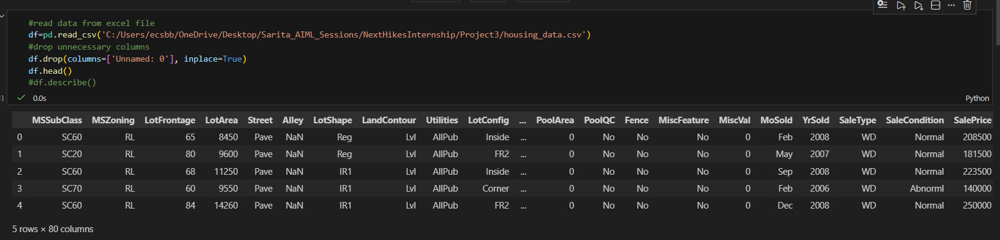 #read data from excel file
df=pd.read_csv('C:/Users/ecsbb/OneDrive/Desktop/Sarita_AIML_Sessions/NextHikesInternship/Project3/housing_data.csv')
#drop unnecessary columns
df.drop(columns=['Unnamed: 0'], inplace=True)
df.head()
#df.describe()
] 0.0s Python
MSSubClass MSZoning LotFrontage LotArea Street Alley LotShape LandContour Utilities LotConfig ... PoolArea PoolQC Fence MiscFeature MiscVal MoSold YrSold SaleType SaleCondition SalePrice
0 SC60 RL 65 8450 Pave NaN Reg Lvl AllPub Inside ... 0 No No No 0 Feb 2008 WD Normal 208500
1 SC20 RL 80 9600 Pave NaN Reg Lvl AllPub FR2 ... 0 No No No 0 May 2007 WD Normal 181500
2 SC60 RL 68 11250 Pave NaN IR1 Lvl AllPub Inside ... 0 No No No 0 Sep 2008 WD Normal 223500
3 SC70 RL 60 9550 Pave NaN IR1 Lvl AllPub Corner ... 0 No No No 0 Feb 2006 WD Abnorml 140000
4 SC60 RL 84 14260 Pave NaN IR1 Lvl AllPub FR2 ... 0 No No No 0 Dec 2008 WD Normal 250000
5 rows × 80 columns